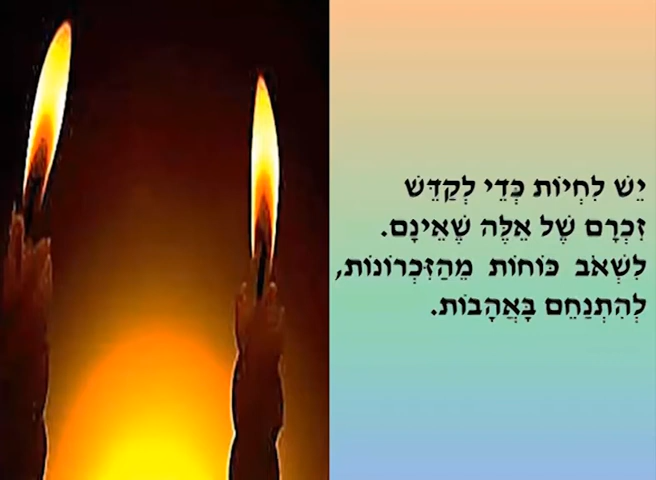 יֵשׁ לִחְיוֹת כְּדֵי לְקַדֵּשׁ
זִכְרָם שֶׁל אֵלֶּה שֶׁאֵינָם.
לִשְׁאֹב כּוֹחוֹת מֵהַזִּכְרוֹנוֹת,
לְהִתְנַחֵם בָּאֲהָבוֹת.